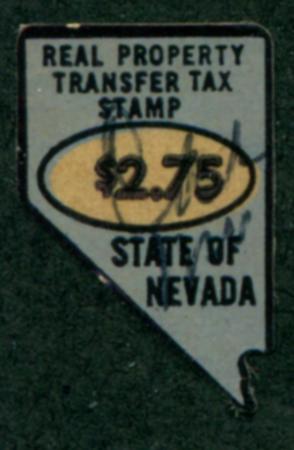 REAL PROPERTY
TRANSFER TAX
STAMP
$2.75
STATE OF
NEVADA